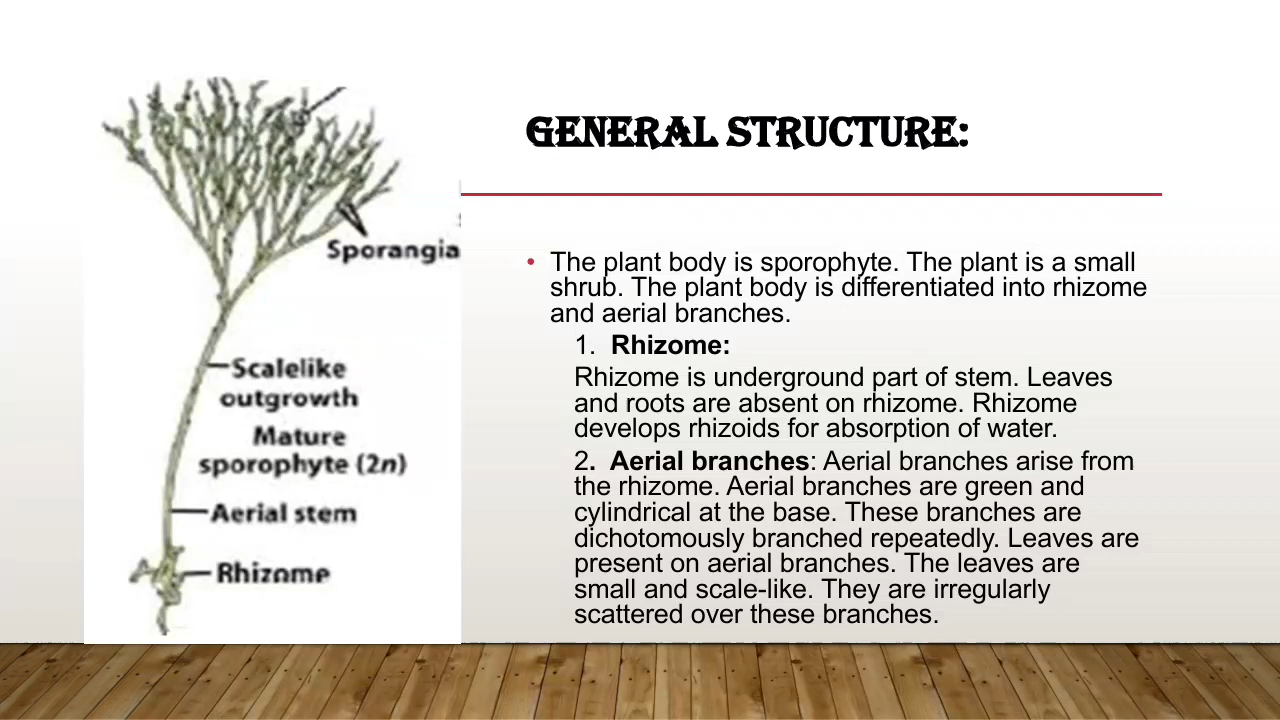 GENERAL STRUCTURE:
Sporangia
Scalelike
outgrowth
Mature
sporophyte (2n)
Aerial stem
Rhizome
• The plant body is sporophyte. The plant is a small
shrub. The plant body is differentiated into rhizome
and aerial branches.
1. Rhizome:
Rhizome is underground part of stem. Leaves
and roots are absent on rhizome. Rhizome
develops rhizoids for absorption of water.
2. Aerial branches: Aerial branches arise from
the rhizome. Aerial branches are green and
cylindrical at the base. These branches are
dichotomously branched repeatedly. Leaves are
present on aerial branches. The leaves are
small and scale-like. They are irregularly
scattered over these branches.